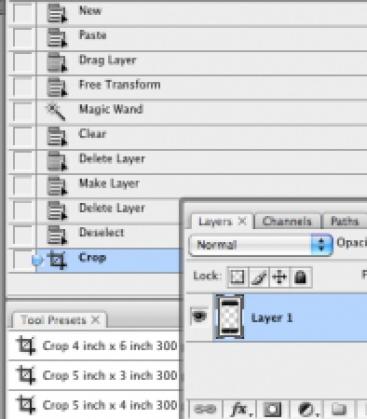 New
Paste
Drag Layer
Free Transform
Magic Wand
Clear
Delete Layer
Make Layer
Delete Layer
Deselect
Crop
Layers × Channels Paths
Normal
Lock:
Layer 1
Tool Presets ×
Crop 4 inch x 6 inch 300
Crop 5 inch x 3 inch 300
Crop 5 inch x 4 inch 300
fx.